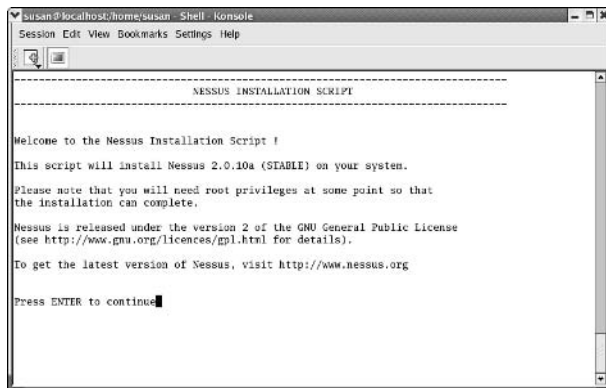 susan@localhost:/home/susan - Shell - Konsole
Session Edit View Bookmarks Settings Help
-------------------------------------------------------------------------------
NESSUS INSTALLATION SCRIPT
-------------------------------------------------------------------------------
Welcome to the Nessus Installation Script !
This script will install Nessus 2.0.10a (STABLE) on your system.
Please note that you will need root privileges at some point so that
the installation can complete.
Nessus is released under the version 2 of the GNU General Public License
(see http://www.gnu.org/licences/gpl.html for details).
To get the latest version of Nessus, visit http://www.nessus.org
Press ENTER to continue